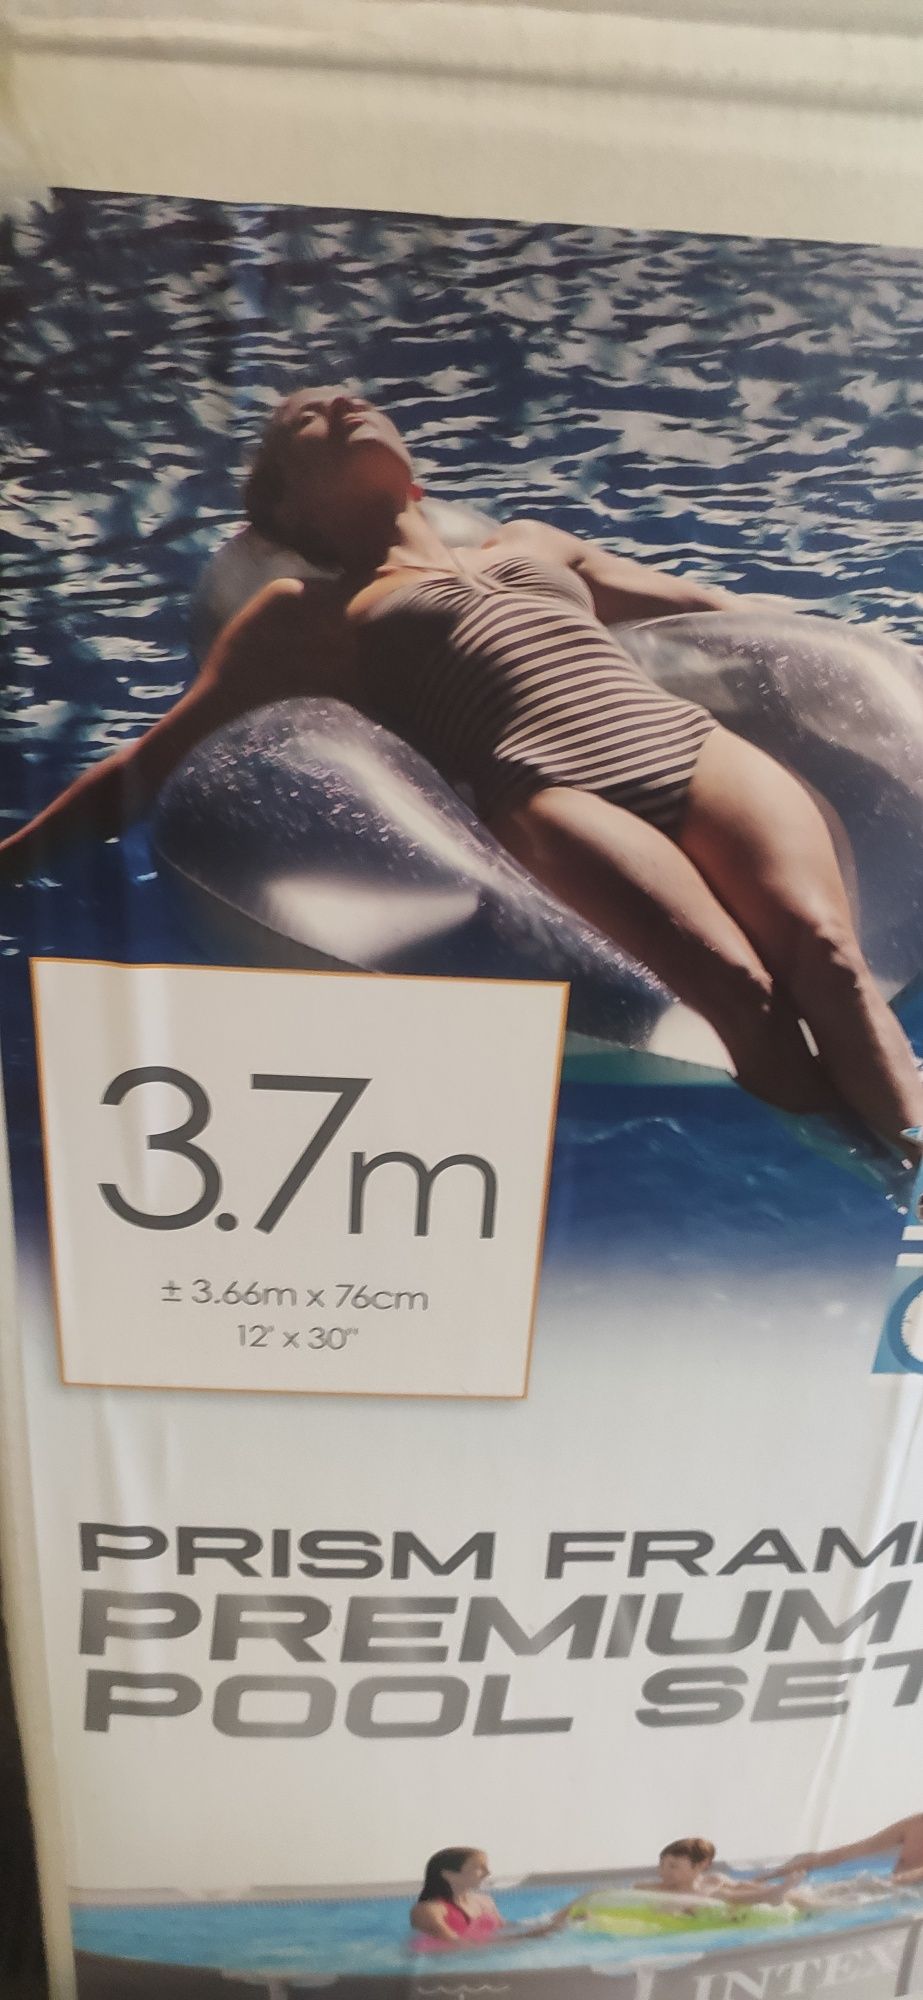 3.7m
± 3.66m x 76cm
12' x 30"
PRISM FRAM
PREMIUM
POOL SET
INTEX